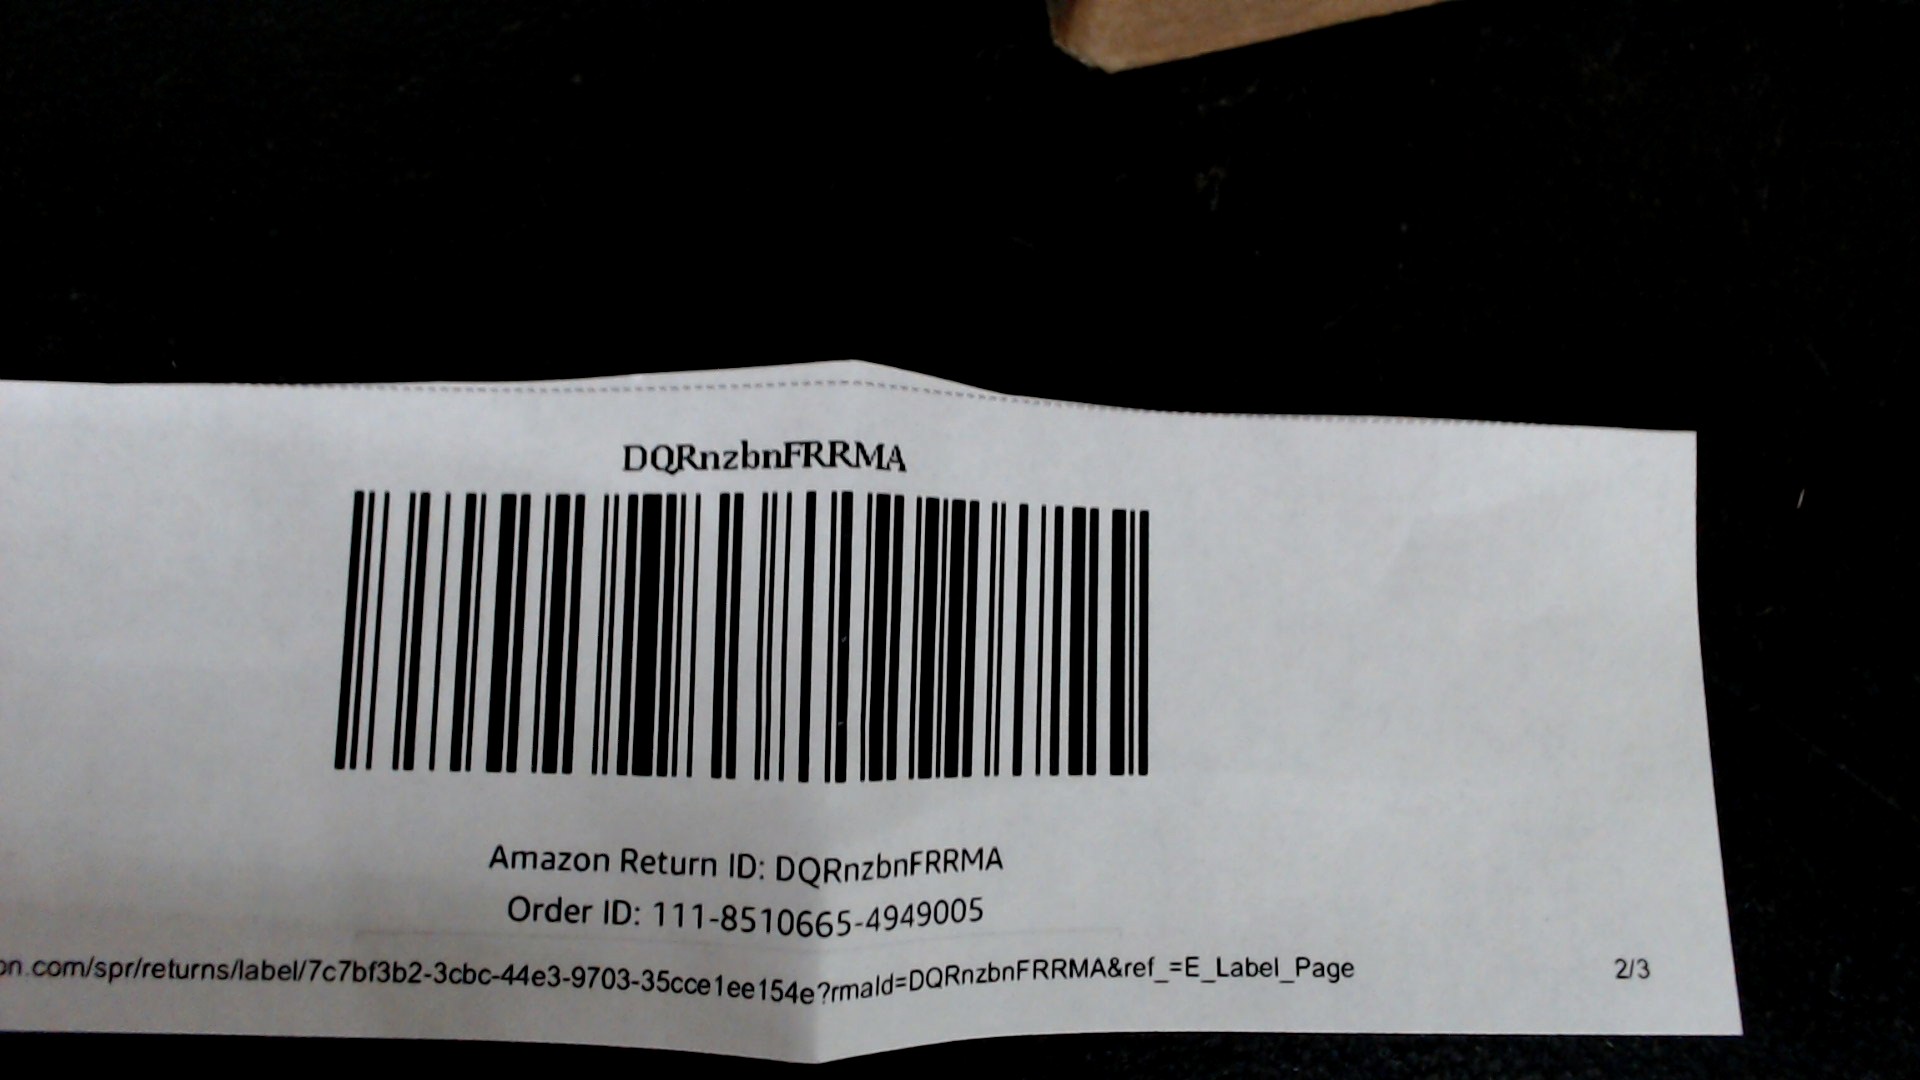 DQRnzbnFRRMA
Amazon Return ID: DQRnzbnFRRMA
Order ID: 111-8510665-4949005
on.com/spr/returns/label/7c7bf3b2-3cbc-44e3-9703-35cce1ee154e?rmaId=DQRnzbnFRRMA&ref_=E_Label_Page
2/3